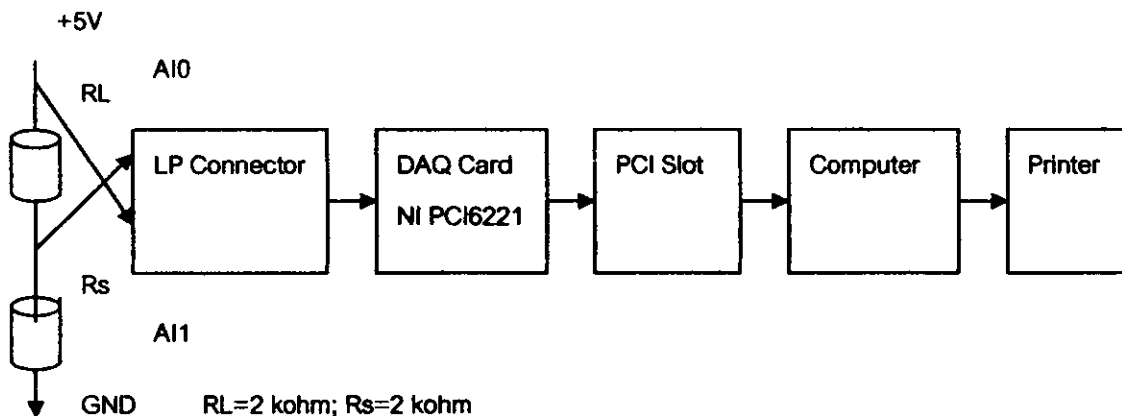 +5V
AI0
RL
LP Connector
DAQ Card
NI PCI6221
PCI Slot
Computer
Printer
Rs
AI1
GND
RL=2 kohm; Rs=2 kohm